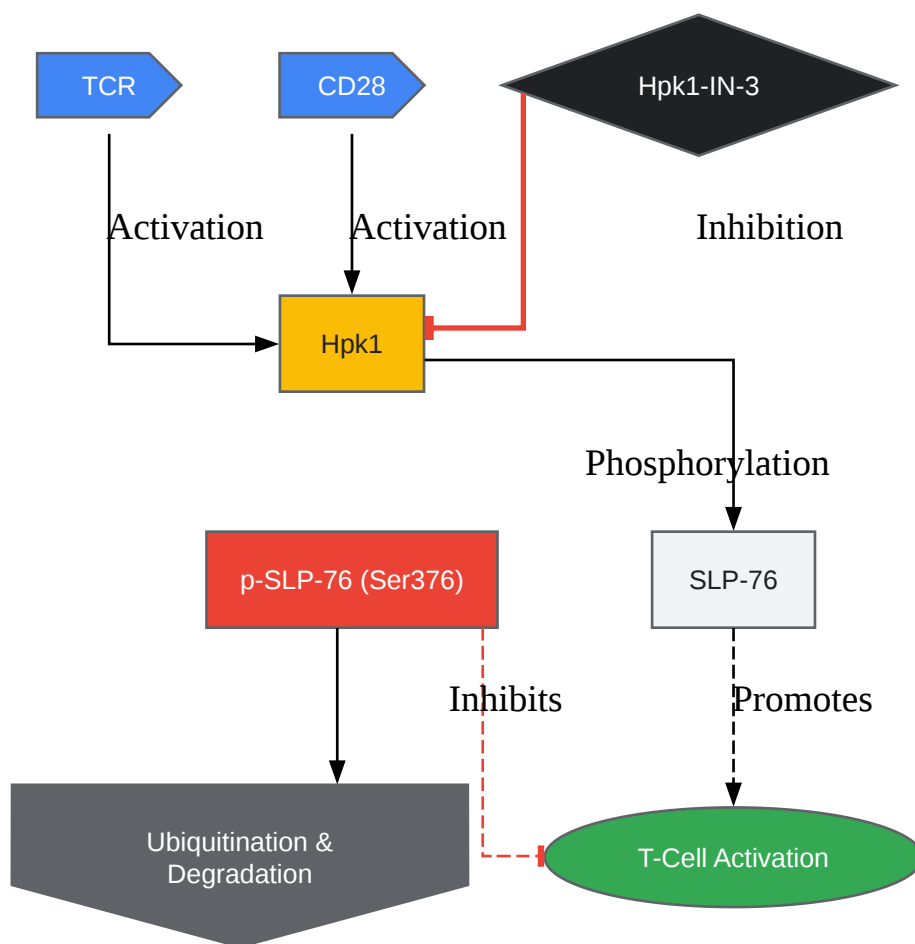 TCR
CD28
Hpk1-IN-3
Activation
Activation
Inhibition
Hpk1
Phosphorylation
p-SLP-76 (Ser376)
SLP-76
Inhibits
Promotes
Ubiquitination &
Degradation
T-Cell Activation